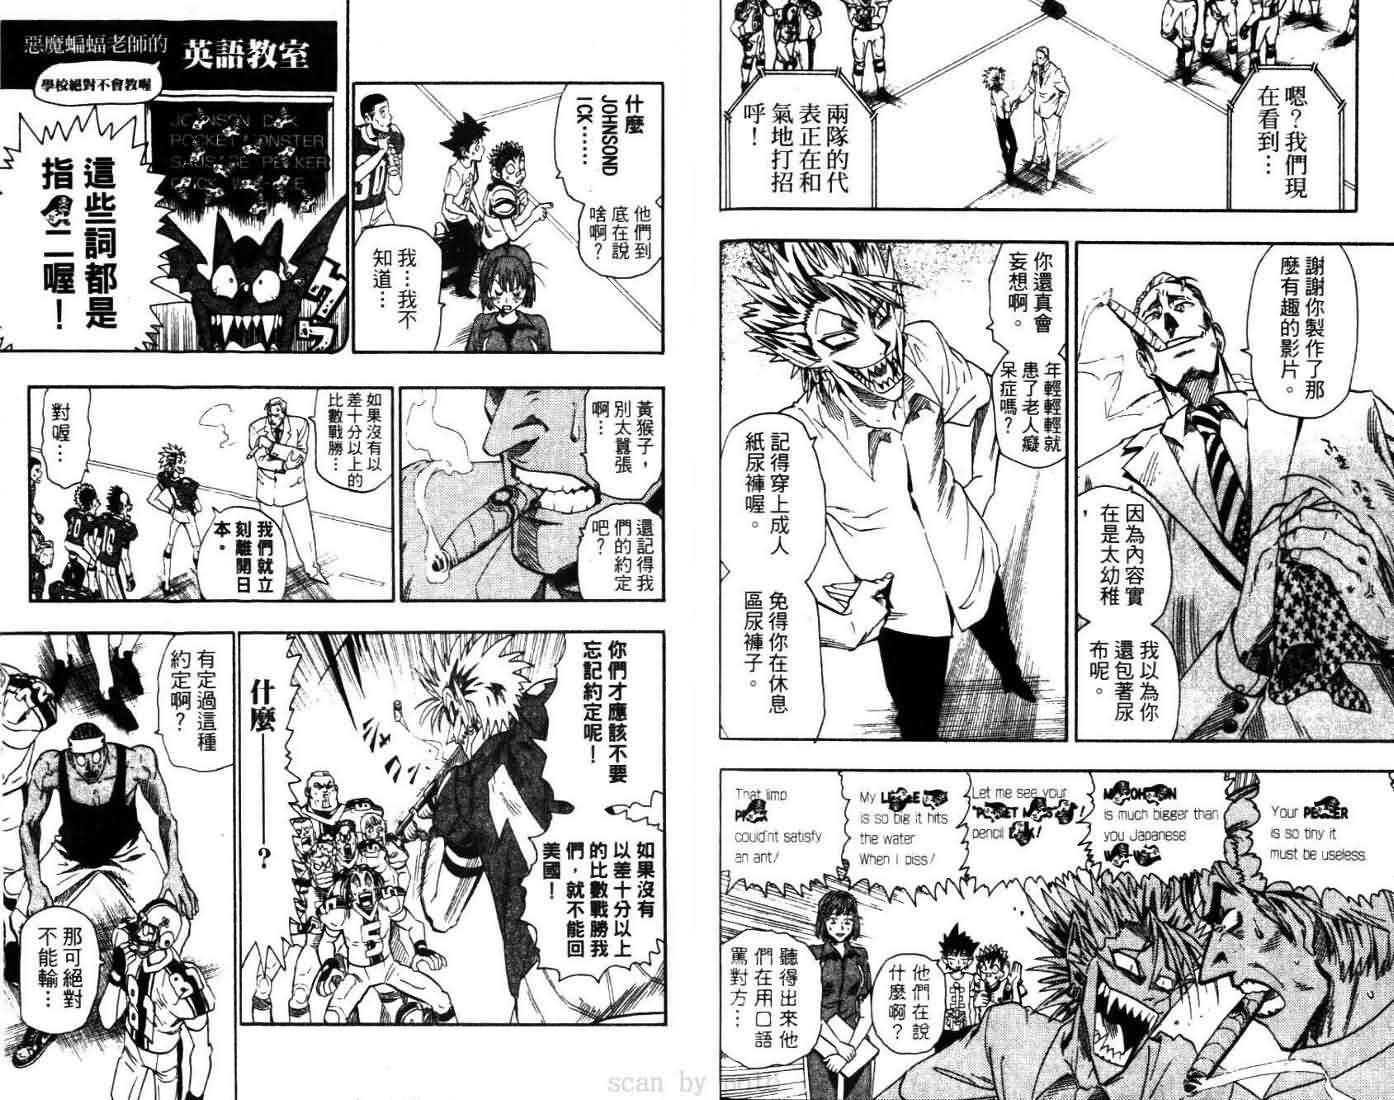 嗯？我們現
在看到…
兩隊的代
表正在和
氣地打招
呼！
謝謝你製作了那
麼有趣的影片。
因為內容實
在是太幼稚，
我以為你
還包著尿
布呢。
你還真會
妄想啊。
年輕輕輕就
患了老人癡
呆症嗎？
記得穿上成人
紙尿褲喔。
免得你在休息
區尿褲子。
Your
is so tiny it
must be useless.
is much bigger than
you Japanese
Let me see your
pencil
My
is so big it hits
the water
When I piss!
That limp
could'nt satisfy
an ant!
他們在說
什麼啊？
聽得出來他
們在用口語
罵對方…
什麼
JOHNSOND
ICK……
他們到
底在說
啥啊？
我…我不
知道…
惡魔蝙蝠老師的
英語教室
學校絕對不會教喔
這些詞都是
指 二喔！
黃猴子，
別太囂張
啊…
還記得我
們的約定
吧？
如果沒有以
差十分以上的
比數戰勝…
我們就立
刻離開日
本。
對喔…
你們才應該不要
忘記約定呢！
如果沒有
以差十分以上
的比數戰勝我
們，就不能回
美國！
什麼——？
有定過這種
約定啊？
那可絕對
不能輸…
scan by